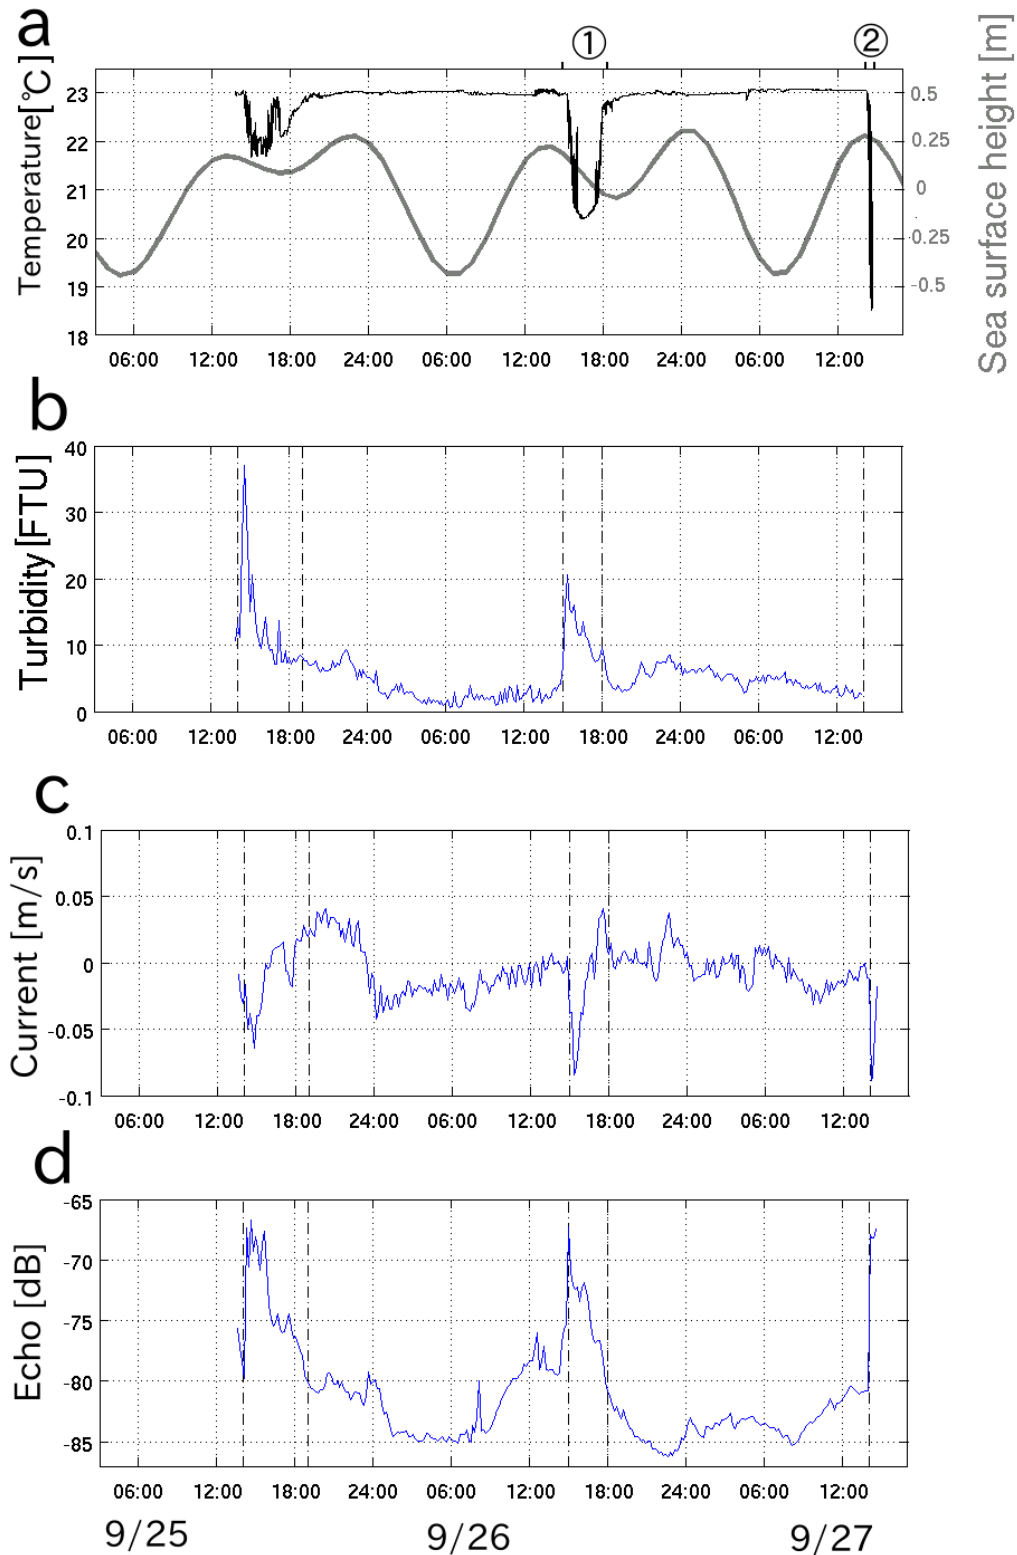 a
① ②
Temperature[℃]
23
22
21
20
19
18
0.5
0.25
0
-0.25
-0.5
Sea surface height [m]
06:00 12:00 18:00 24:00 06:00 12:00 18:00 24:00 06:00 12:00
b
Turbidity[FTU]
40
30
20
10
0
06:00 12:00 18:00 24:00 06:00 12:00 18:00 24:00 06:00 12:00
c
Current [m/s]
0.1
0.05
0
-0.05
-0.1
06:00 12:00 18:00 24:00 06:00 12:00 18:00 24:00 06:00 12:00
d
Echo [dB]
-65
-70
-75
-80
-85
06:00 12:00 18:00 24:00 06:00 12:00 18:00 24:00 06:00 12:00
9/25 9/26 9/27